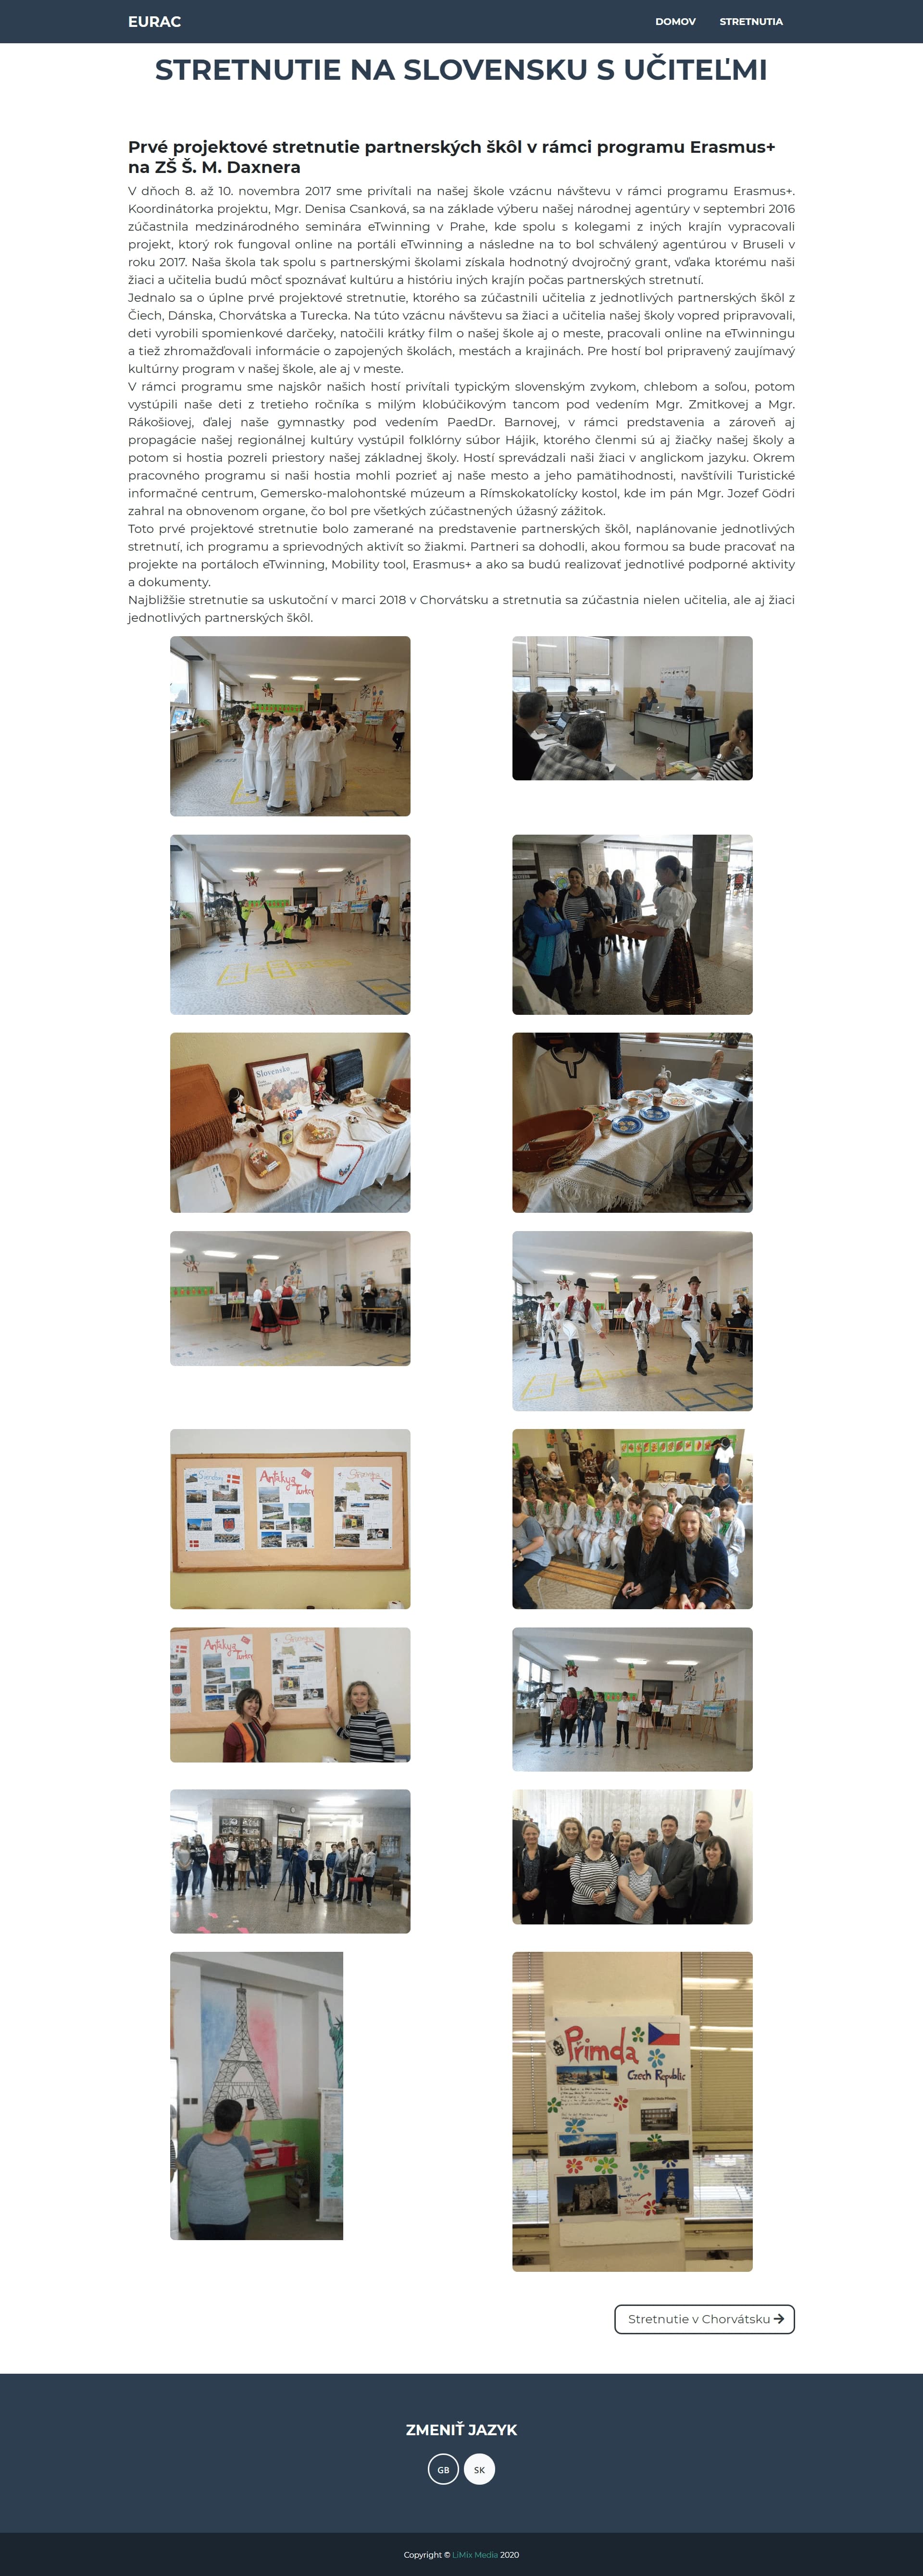 EURAC
DOMOV
STRETNUTIA
STRETNUTIE NA SLOVENSKU S UČITEĽMI
Prvé projektové stretnutie partnerských škôl v rámci programu Erasmus+
na ZŠ Š. M. Daxnera
V dňoch 8. až 10. novembra 2017 sme privítali na našej škole vzácnu návštevu v rámci programu Erasmus+.
Koordinátorka projektu, Mgr. Denisa Csanková, sa na základe výberu našej národnej agentúry v septembri 2016
zúčastnila medzinárodného seminára eTwinning v Prahe, kde spolu s kolegami z iných krajín vypracovali
projekt, ktorý rok fungoval online na portáli eTwinning a následne na to bol schválený agentúrou v Bruseli v
roku 2017. Naša škola tak spolu s partnerskými školami získala hodnotný dvojročný grant, vďaka ktorému naši
žiaci a učitelia budú môcť spoznávať kultúru a históriu iných krajín počas partnerských stretnutí.
Jednalo sa o úplne prvé projektové stretnutie, ktorého sa zúčastnili učitelia z jednotlivých partnerských škôl z
Čiech, Dánska, Chorvátska a Turecka. Na túto vzácnu návštevu sa žiaci a učitelia našej školy vopred pripravovali,
deti vyrobili spomienkové darčeky, natočili krátky film o našej škole aj o meste, pracovali online na eTwinningu
a tiež zhromažďovali informácie o zapojených školách, mestách a krajinách. Pre hostí bol pripravený zaujímavý
kultúrny program v našej škole, ale aj v meste.
V rámci programu sme najskôr našich hostí privítali typickým slovenským zvykom, chlebom a soľou, potom
vystúpili naše deti z tretieho ročníka s milým klobúčikovým tancom pod vedením Mgr. Zmitkovej a Mgr.
Rákošiovej, ďalej naše gymnastky pod vedením PaedDr. Barnovej, v rámci predstavenia a zároveň aj
propagácie našej regionálnej kultúry vystúpil folklórny súbor Hájik, ktorého členmi sú aj žiačky našej školy a
potom si hostia pozreli priestory našej základnej školy. Hostí sprevádzali naši žiaci v anglickom jazyku. Okrem
pracovného programu si naši hostia mohli pozrieť aj naše mesto a jeho pamätihodnosti, navštívili Turistické
informačné centrum, Gemersko-malohontské múzeum a Rímskokatolícky kostol, kde im pán Mgr. Jozef Gödri
zahral na obnovenom organe, čo bol pre všetkých zúčastnených úžasný zážitok.
Toto prvé projektové stretnutie bolo zamerané na predstavenie partnerských škôl, naplánovanie jednotlivých
stretnutí, ich programu a sprievodných aktivít so žiakmi. Partneri sa dohodli, akou formou sa bude pracovať na
projekte na portáloch eTwinning, Mobility tool, Erasmus+ a ako sa budú realizovať jednotlivé podporné aktivity
a dokumenty.
Najbližšie stretnutie sa uskutoční v marci 2018 v Chorvátsku a stretnutia sa zúčastnia nielen učitelia, ale aj žiaci
jednotlivých partnerských škôl.
Slovensko
Antakya
Turkey
Antakya
Turkey
Přimda
Czech Republic
Stretnutie v Chorvátsku
ZMENIŤ JAZYK
GB
SK
Copyright © LiMix Media 2020